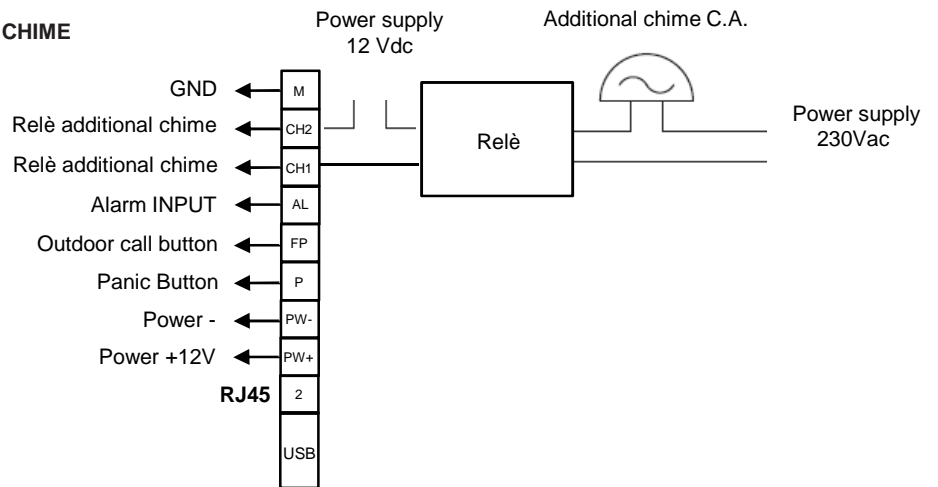 CHIME
Power supply
12 Vdc
Additional chime C.A.
GND
M
Relè additional chime
CH2
Relè additional chime
CH1
Relè
Power supply
230Vac
Alarm INPUT
AL
Outdoor call button
FP
Panic Button
P
Power -
PW-
Power +12V
PW+
RJ45
2
USB